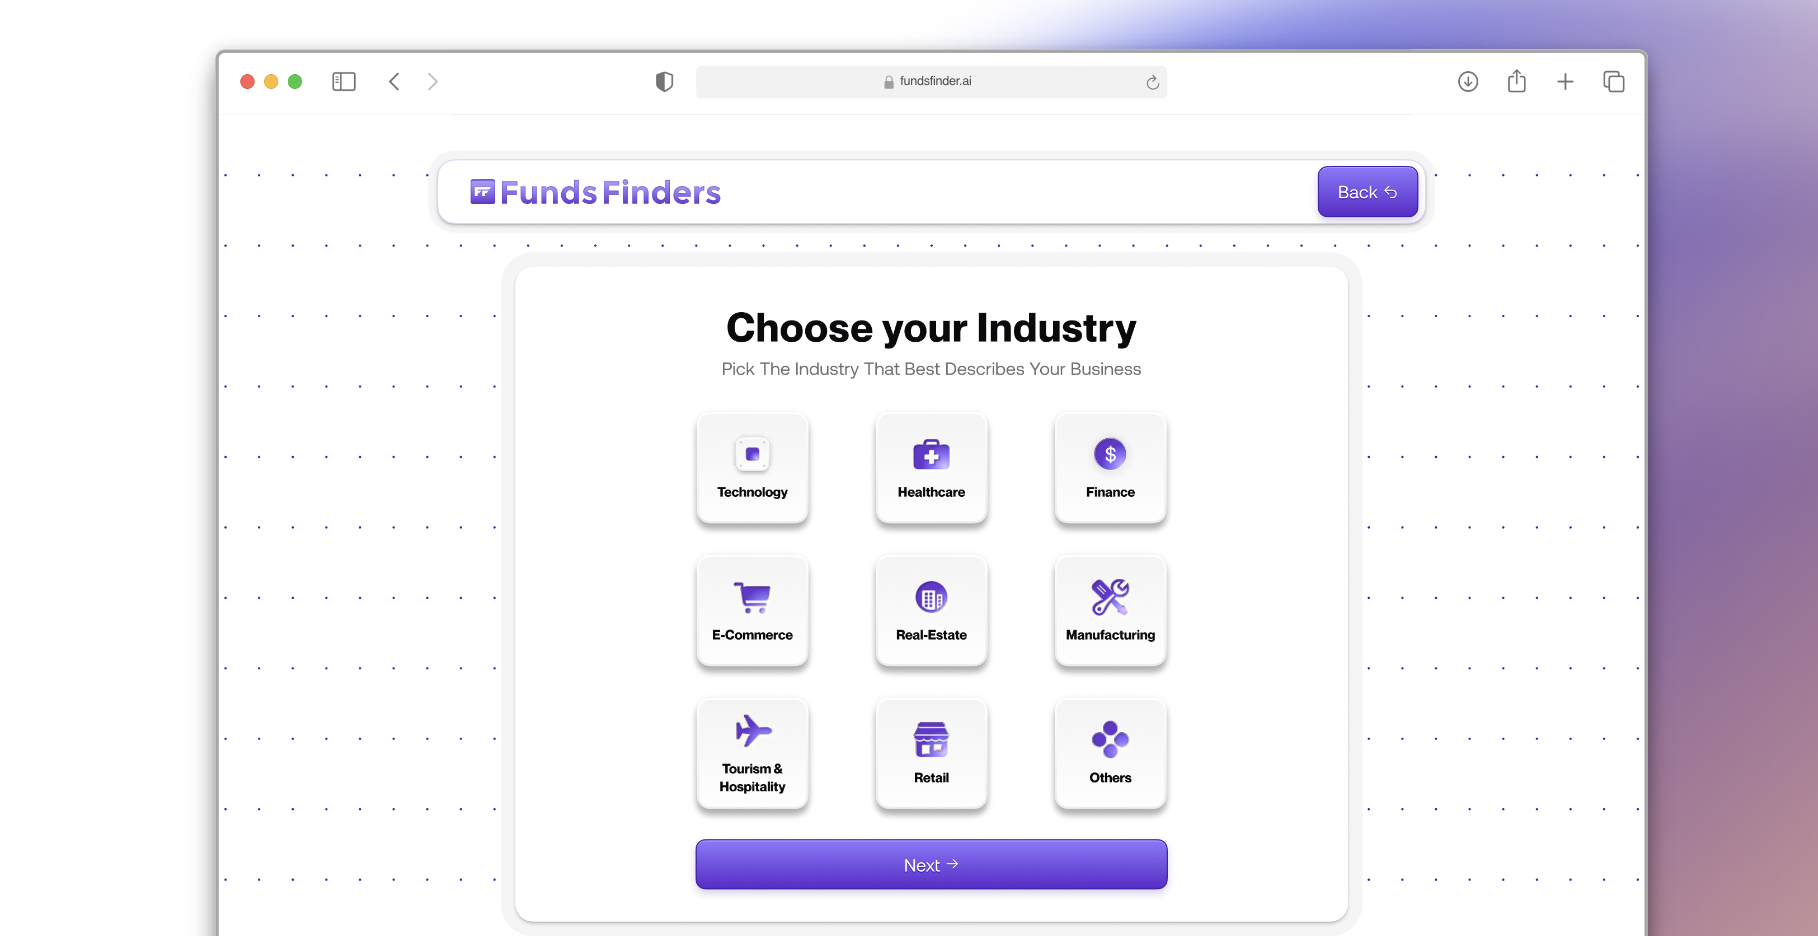 fundsfinder.ai
FF Funds Finders
Back
Choose your Industry
Pick The Industry That Best Describes Your Business
Technology
Healthcare
Finance
$
E-Commerce
Real-Estate
Manufacturing
Tourism &
Hospitality
Retail
Others
Next →